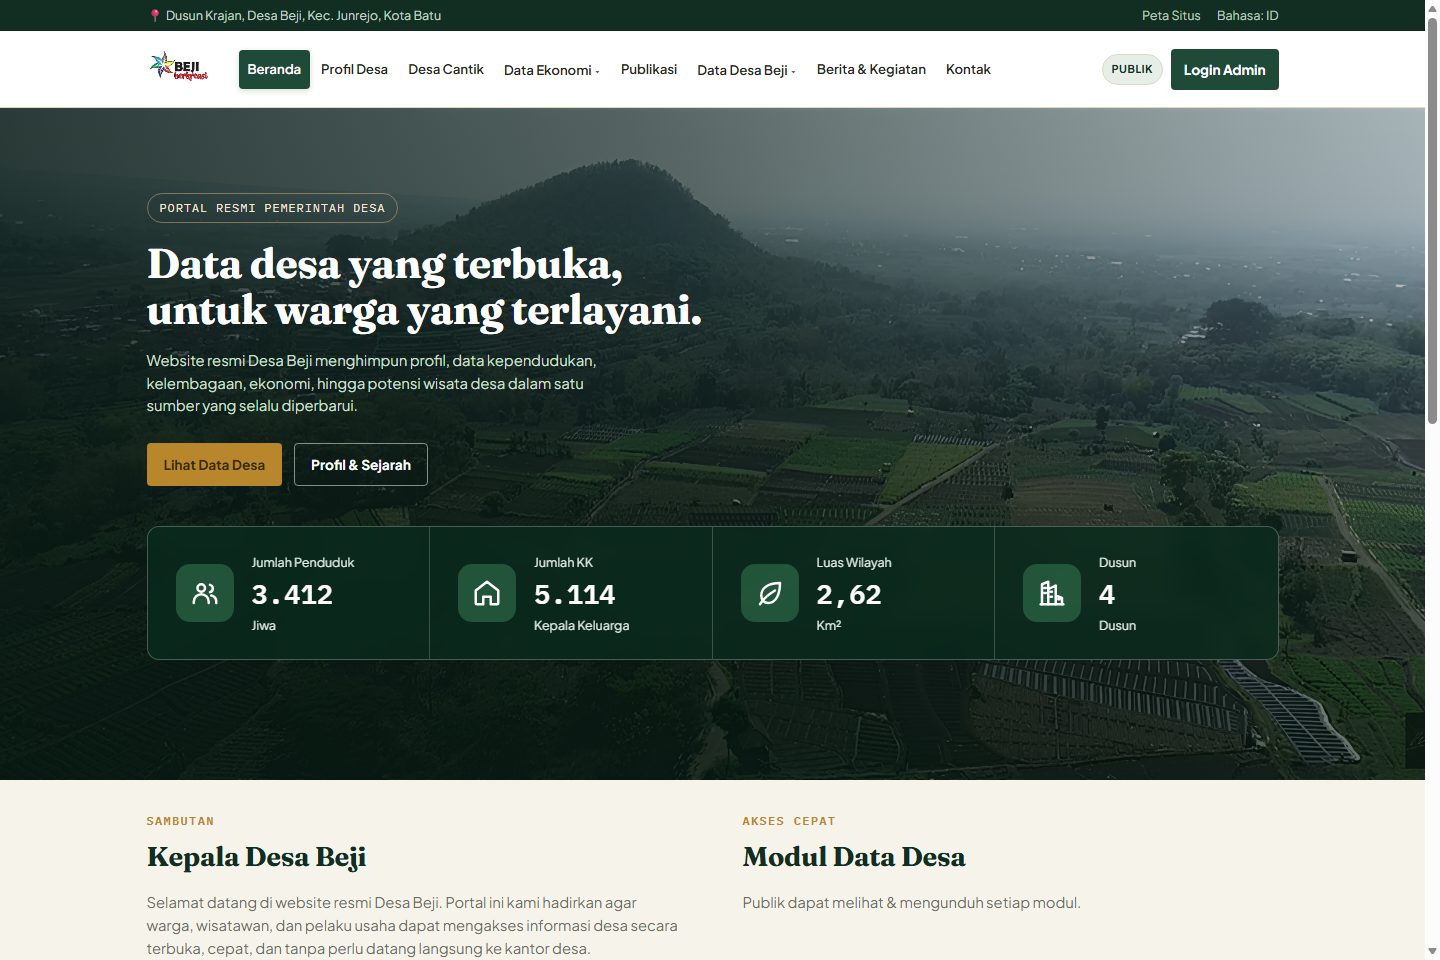 Dusun Krajan, Desa Beji, Kec. Junrejo, Kota Batu
Peta Situs
Bahasa: ID
BEJI
berkreasi
Beranda
Profil Desa
Desa Cantik
Data Ekonomi
Publikasi
Data Desa Beji
Berita & Kegiatan
Kontak
PUBLIK
Login Admin
PORTAL RESMI PEMERINTAH DESA
Data desa yang terbuka,
untuk warga yang terlayani.
Website resmi Desa Beji menghimpun profil, data kependudukan,
kelembagaan, ekonomi, hingga potensi wisata desa dalam satu
sumber yang selalu diperbarui.
Lihat Data Desa
Profil & Sejarah
Jumlah Penduduk
3.412
Jiwa
Jumlah KK
5.114
Kepala Keluarga
Luas Wilayah
2,62
Km²
Dusun
4
Dusun
SAMBUTAN
Kepala Desa Beji
Selamat datang di website resmi Desa Beji. Portal ini kami hadirkan agar
warga, wisatawan, dan pelaku usaha dapat mengakses informasi desa secara
terbuka, cepat, dan tanpa perlu datang langsung ke kantor desa.
AKSES CEPAT
Modul Data Desa
Publik dapat melihat & mengunduh setiap modul.